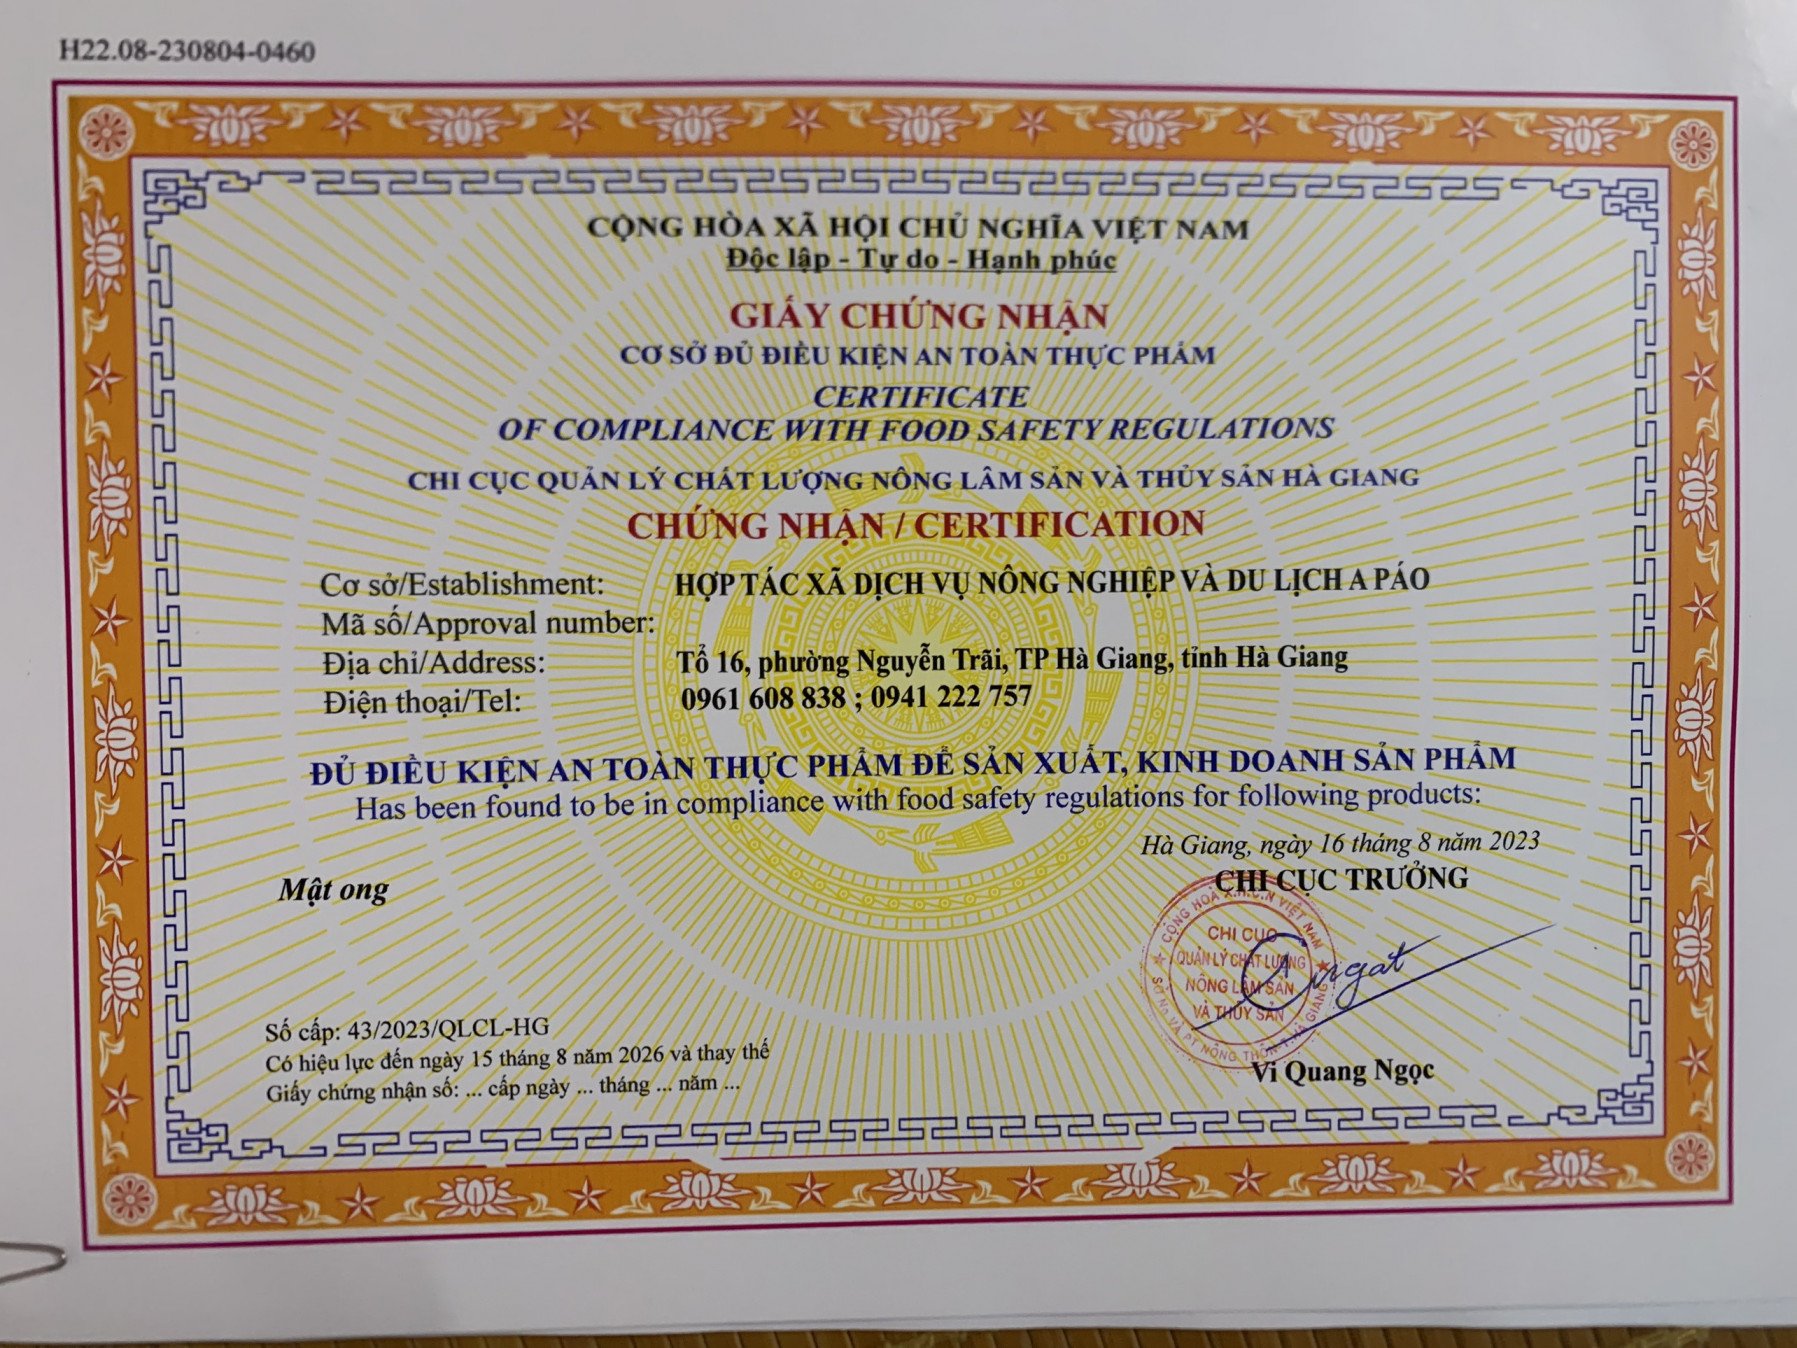 H22.08-230804-0460
CỘNG HÒA XÃ HỘI CHỦ NGHĨA VIỆT NAM
Độc lập - Tự do - Hạnh phúc
GIẤY CHỨNG NHẬN
CƠ SỞ ĐỦ ĐIỀU KIỆN AN TOÀN THỰC PHẨM
CERTIFICATE
OF COMPLIANCE WITH FOOD SAFETY REGULATIONS
CHI CỤC QUẢN LÝ CHẤT LƯỢNG NÔNG LÂM SẢN VÀ THỦY SẢN HÀ GIANG
CHỨNG NHẬN / CERTIFICATION
Cơ sở/Establishment: HỢP TÁC XÃ DỊCH VỤ NÔNG NGHIỆP VÀ DU LỊCH A PÁO
Mã số/Approval number:
Địa chỉ/Address: Tổ 16, phường Nguyễn Trãi, TP Hà Giang, tỉnh Hà Giang
Điện thoại/Tel: 0961 608 838 ; 0941 222 757
ĐỦ ĐIỀU KIỆN AN TOÀN THỰC PHẨM ĐỂ SẢN XUẤT, KINH DOANH SẢN PHẨM
Has been found to be in compliance with food safety regulations for following products:
Hà Giang, ngày 16 tháng 8 năm 2023
CHI CỤC TRƯỞNG
Mật ong
CỘNG HOÀ X.H.C.N VIỆT NAM
CHI CỤC
QUẢN LÝ CHẤT LƯỢNG
NÔNG LÂM SẢN
VÀ THỦY SẢN
Số cấp: 43/2023/QLCL-HG
Có hiệu lực đến ngày 15 tháng 8 năm 2026 và thay thế
Giấy chứng nhận số: ... cấp ngày ... tháng ... năm ...
Vi Quang Ngọc